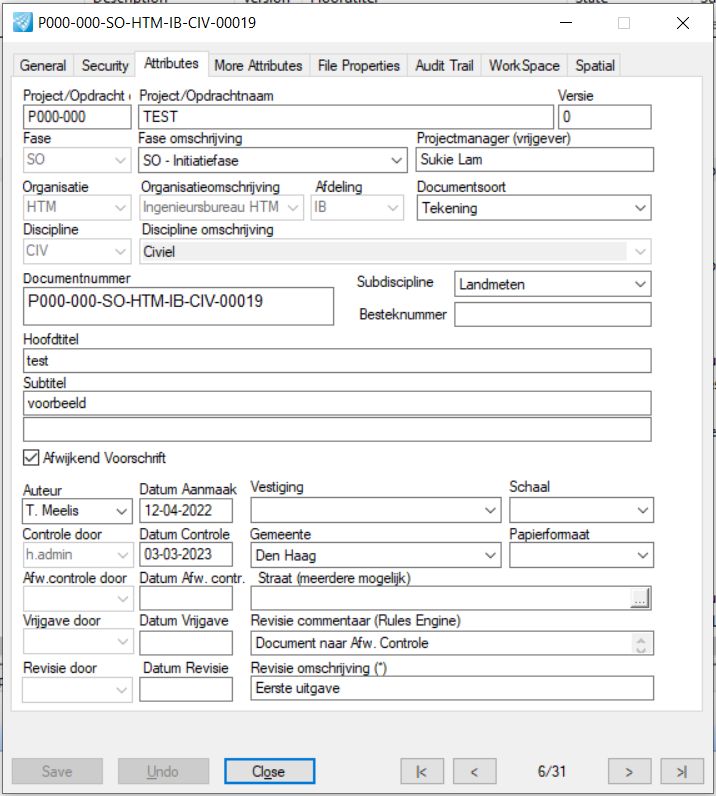 P000-000-SO-HTM-IB-CIV-00019
General Security Attributes More Attributes File Properties Audit Trail WorkSpace Spatial
Project/Opdracht Project/Opdrachtnaam Versie
P000-000 TEST 0
Fase Fase omschrijving Projectmanager (vrijgever)
SO SO - Initiatiefase Sukie Lam
Organisatie Organisatieomschrijving Afdeling Documentsoort
HTM Ingenieursbureau HTM IB Tekening
Discipline Discipline omschrijving
CIV Civiel
Documentnummer Subdiscipline Landmeten
P000-000-SO-HTM-IB-CIV-00019
Besteknummer
Hoofdtitel
test
Subtitel
voorbeeld
Afwijkend Voorschrift
Auteur Datum Aanmaak Vestiging Schaal
T. Meelis 12-04-2022
Controle door Datum Controle Gemeente Papierformaat
h.admin 03-03-2023 Den Haag
Afw.controle door Datum Afw. contr. Straat (meerdere mogelijk)
...
Vrijgave door Datum Vrijgave Revisie commentaar (Rules Engine)
Document naar Afw. Controle
Revisie door Datum Revisie Revisie omschrijving (*)
Eerste uitgave
Save Undo Close |< < 6/31 > >|